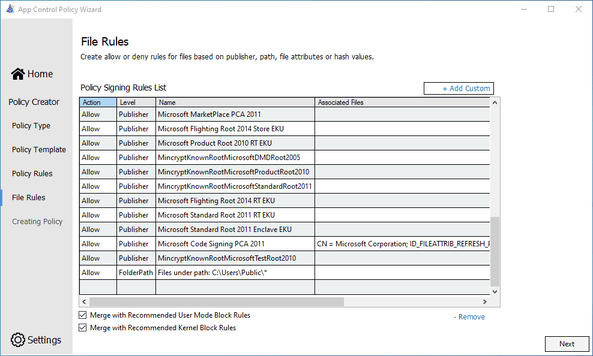 App Control Policy Wizard
File Rules
Create allow or deny rules for files based on publisher, path, file attributes or hash values.
Home
Policy Creator
Policy Type
Policy Template
Policy Rules
File Rules
Creating Policy
Settings
Policy Signing Rules List
+ Add Custom
Action Level Name Associated Files
Allow Publisher Microsoft MarketPlace PCA 2011
Allow Publisher Microsoft Flighting Root 2014 Store EKU
Allow Publisher Microsoft Product Root 2010 RT EKU
Allow Publisher MincryptKnownRootMicrosoftDMDRoot2005
Allow Publisher MincryptKnownRootMicrosoftProductRoot2010
Allow Publisher MincryptKnownRootMicrosoftStandardRoot2011
Allow Publisher Microsoft Flighting Root 2014 RT EKU
Allow Publisher Microsoft Standard Root 2011 RT EKU
Allow Publisher Microsoft Standard Root 2011 Enclave EKU
Allow Publisher Microsoft Code Signing PCA 2011 CN = Microsoft Corporation; ID_FILEATTRIB_REFRESH_
Allow Publisher MincryptKnownRootMicrosoftTestRoot2010
Allow FolderPath Files under path: C:\Users\Public\*
Merge with Recommended User Mode Block Rules
Merge with Recommended Kernel Block Rules
- Remove
Next